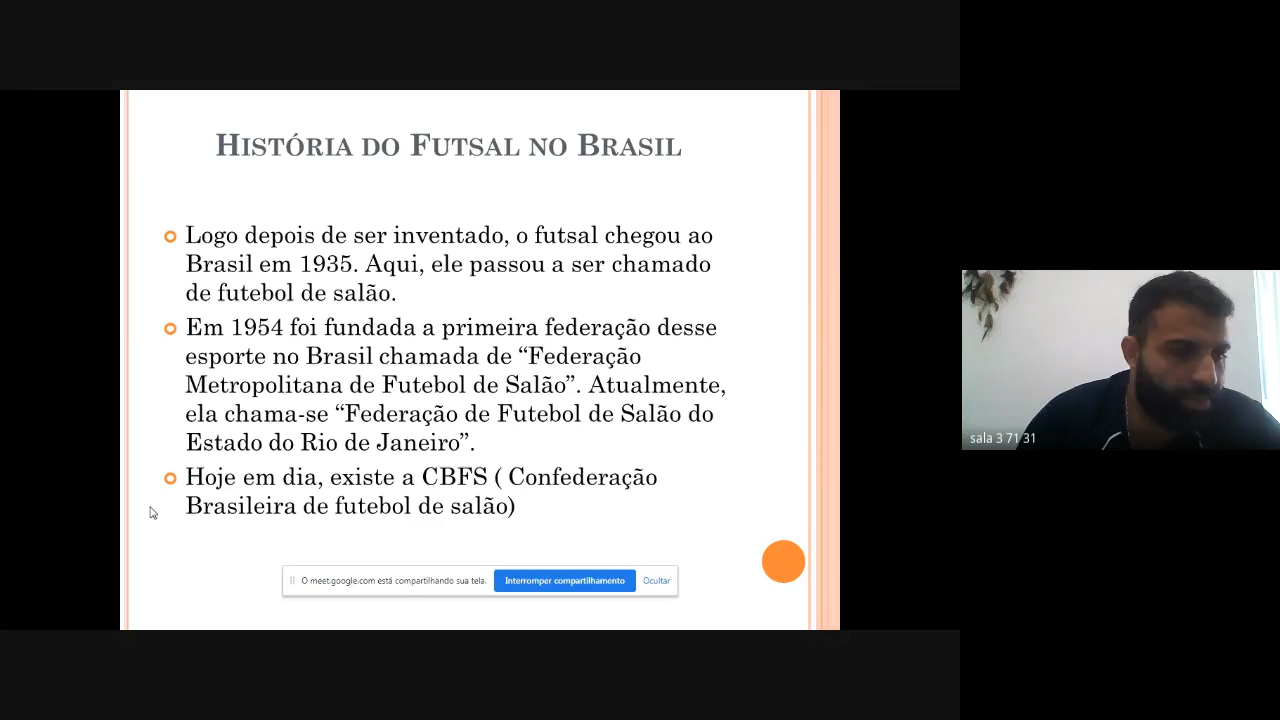 História do Futsal no Brasil
Logo depois de ser inventado, o futsal chegou ao
Brasil em 1935. Aqui, ele passou a ser chamado
de futebol de salão.
Em 1954 foi fundada a primeira federação desse
esporte no Brasil chamada de “Federação
Metropolitana de Futebol de Salão”. Atualmente,
ela chama-se “Federação de Futebol de Salão do
Estado do Rio de Janeiro”.
Hoje em dia, existe a CBFS ( Confederação
Brasileira de futebol de salão)
O meet.google.com está compartilhando sua tela. Interromper compartilhamento Ocultar
sala 3 71 31